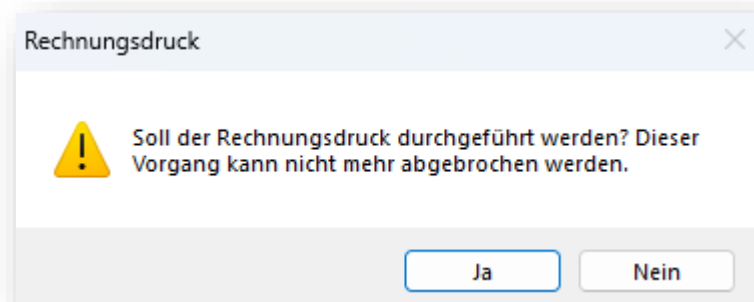 Rechnungsdruck
Soll der Rechnungsdruck durchgeführt werden? Dieser
Vorgang kann nicht mehr abgebrochen werden.
Ja
Nein